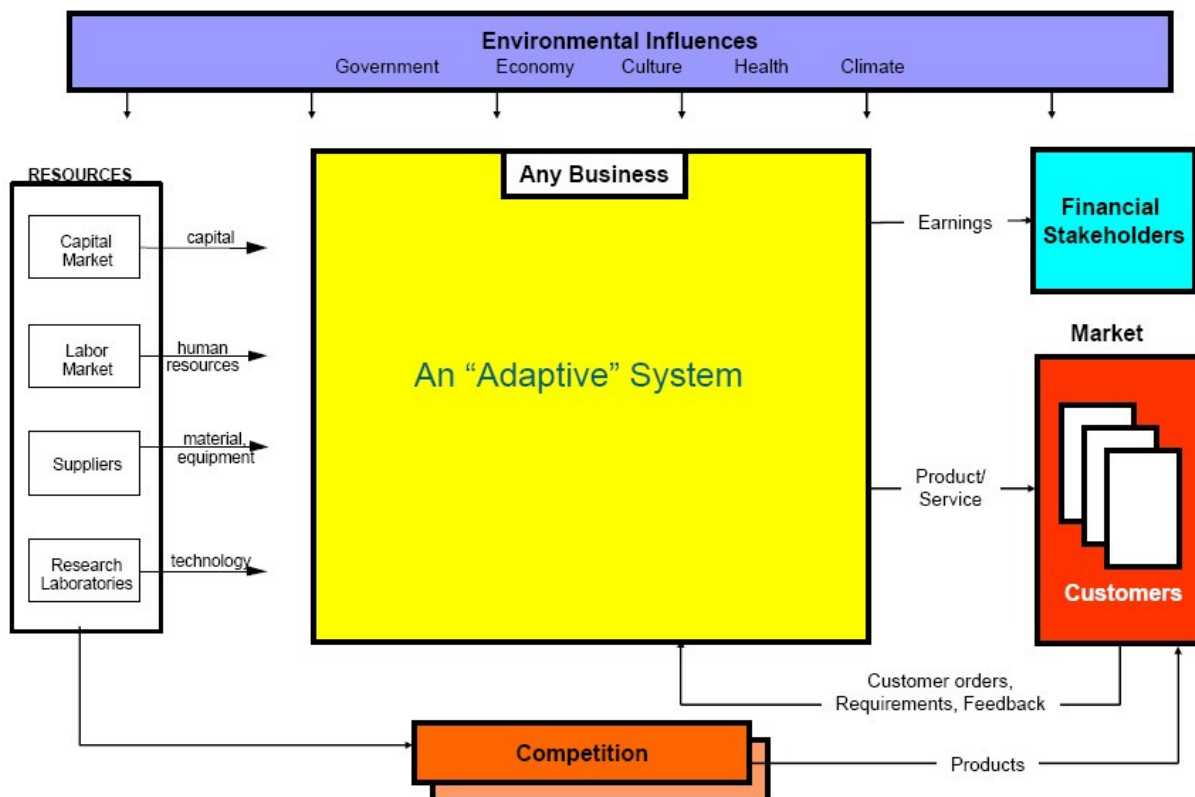 Environmental Influences
Government Economy Culture Health Climate
RESOURCES
Capital
Market
capital
Labor
Market
human
resources
Suppliers
material,
equipment
Research
Laboratories
technology
Any Business
An “Adaptive” System
Earnings
Financial
Stakeholders
Market
Product/
Service
Customers
Customer orders,
Requirements, Feedback
Competition
Products